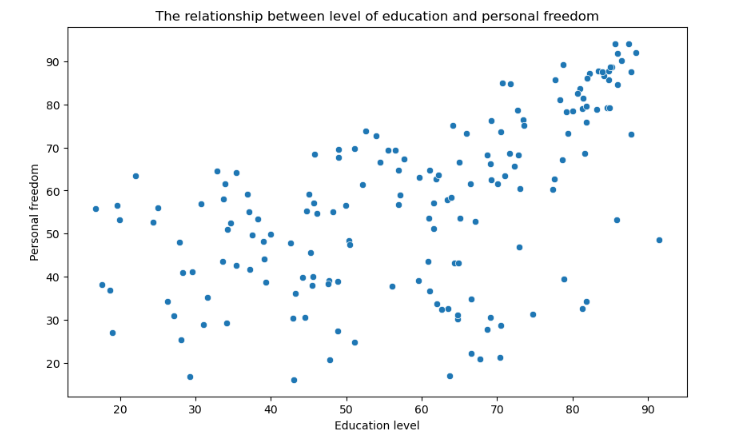 The relationship between level of education and personal freedom
Personal freedom
90
80
70
60
50
40
30
20
20 30 40 50 60 70 80 90
Education level